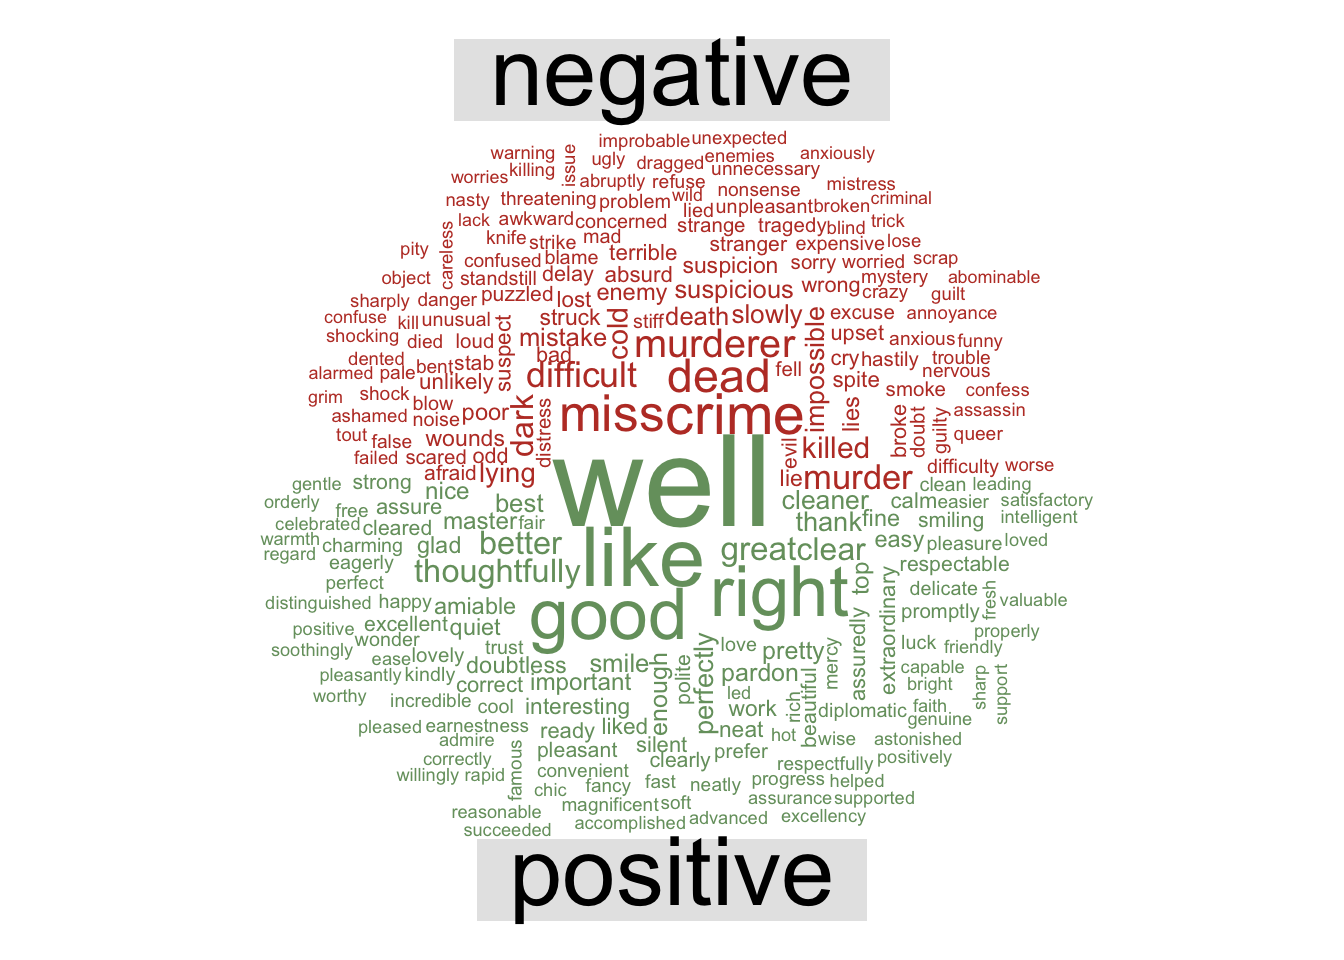 negative
improbable unexpected
warning issue ugly dragged enemies anxiously
worries killing abruptly refuse unnecessary
nasty threatening problem wild nonsense mistress
lack awkward concerned lied unpleasant broken criminal
careless knife strike mad strange tragedy blind trick
pity confused blame terrible stranger expensive lose
object standstill delay absurd suspicion sorry worried scrap
sharply danger puzzled lost enemy suspicious wrong mystery abominable
confuse kill unusual struck cold stiff death slowly impossible excuse crazy guilt annoyance
shocking died loud suspect mistake murderer upset anxious funny
dented bent stab bad fell cry hastily trouble
alarmed pale unlikely difficult dead spite nervous
grim shock blow smoke confess
ashamed noise poor dark distress miss crime lies broke doubt guilty assassin
tout false wounds evil killed queer
failed scared odd difficulty worse
afraid lying well lie murder
gentle strong nice clean leading
orderly free assure best cleaner calm easier satisfactory
celebrated cleared master fair thank fine smiling intelligent
warmth charming glad better like great clear easy pleasure loved
regard eagerly thoughtfully top respectable
perfect right extraordinary delicate fresh
distinguished happy amiable good promptly valuable
positive excellent quiet assuredly luck properly
soothingly wonder trust love pretty mercy friendly
ease lovely doubtless smile enough polite perfectly pardon capable sharp support
pleasantly kindly correct important led rich beautiful bright
worthy incredible cool interesting work diplomatic faith
pleased earnestness ready liked neat hot wise genuine
admire pleasant silent prefer astonished
correctly famous clearly respectfully positively
willingly rapid convenient fast neatly progress helped
chic fancy
reasonable magnificent soft assurance supported
succeeded accomplished advanced excellency
positive